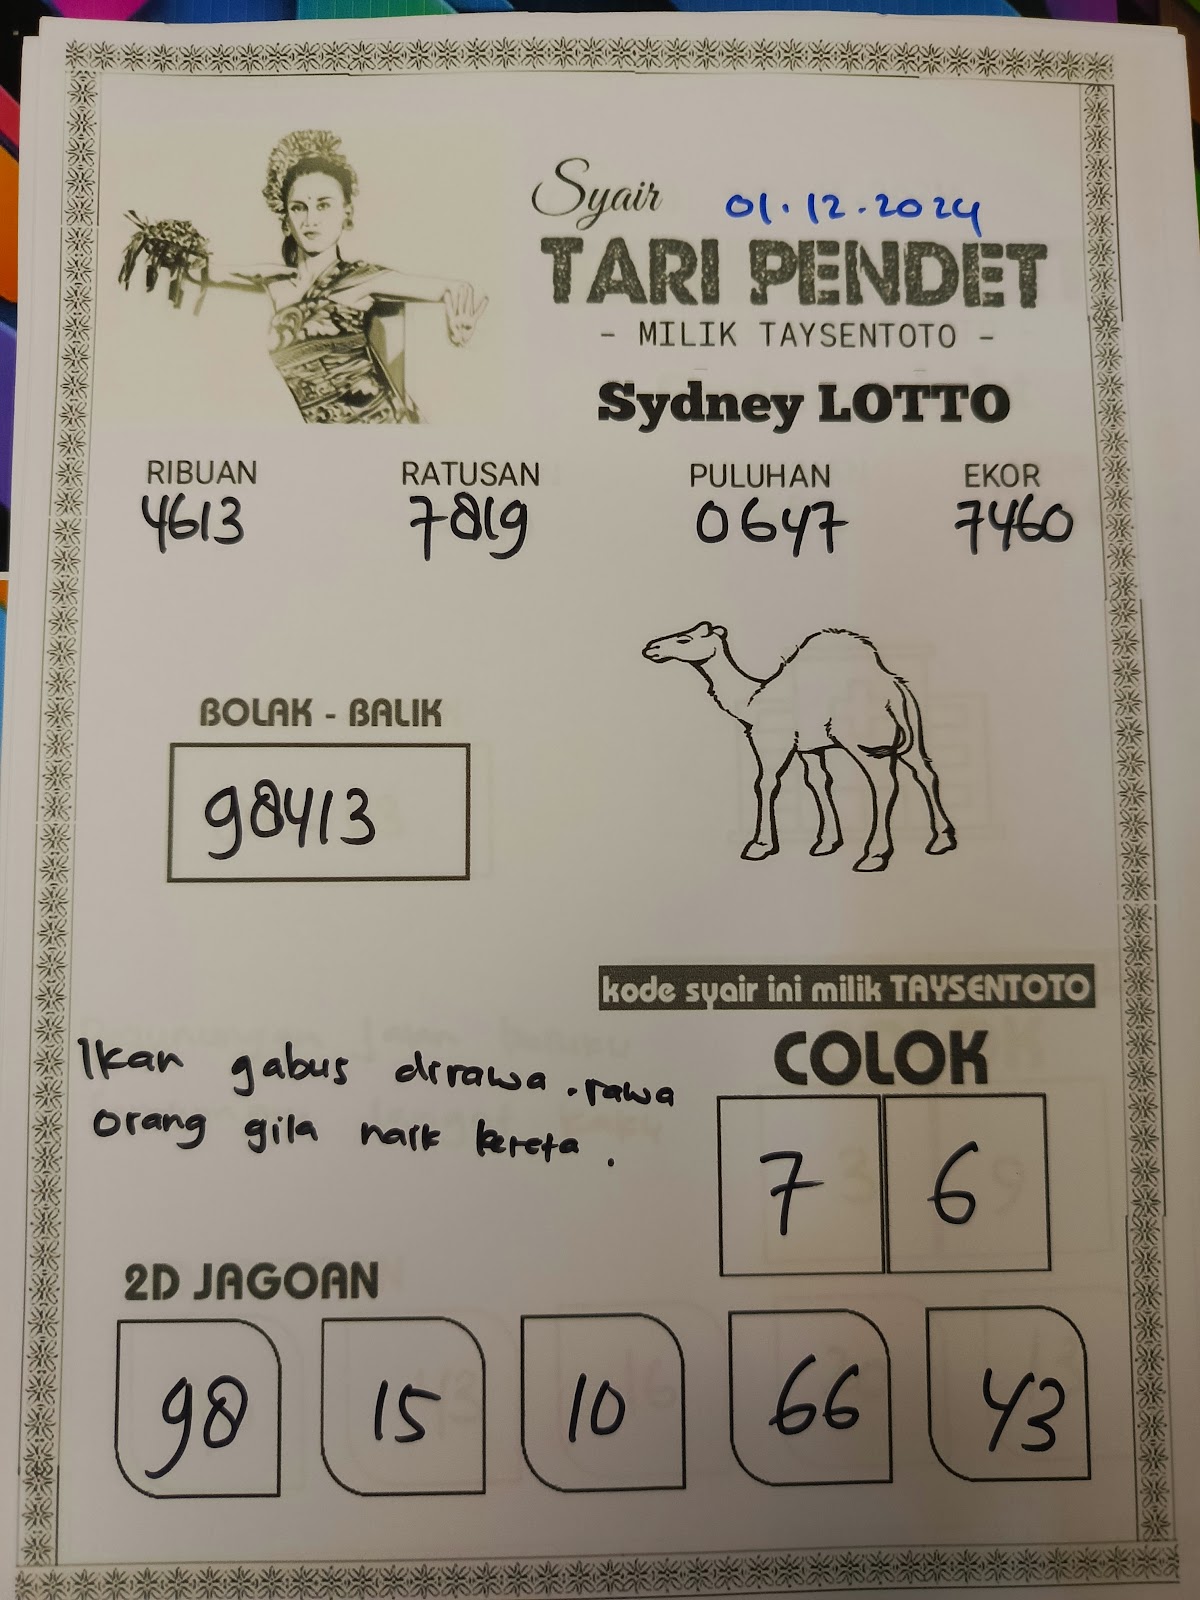 Syair 01.12.2024
TARI PENDET
- MILIK TAYSENTOTO -
Sydney LOTTO
RIBUAN RATUSAN PULUHAN EKOR
4613 7819 0647 7460
BOLAK - BALIK
98413
kode syair ini milik TAYSENTOTO
COLOK
Ikan gabus dirawa.rawa
orang gila naik kereta.
7 6
2D JAGOAN
98 15 10 66 43